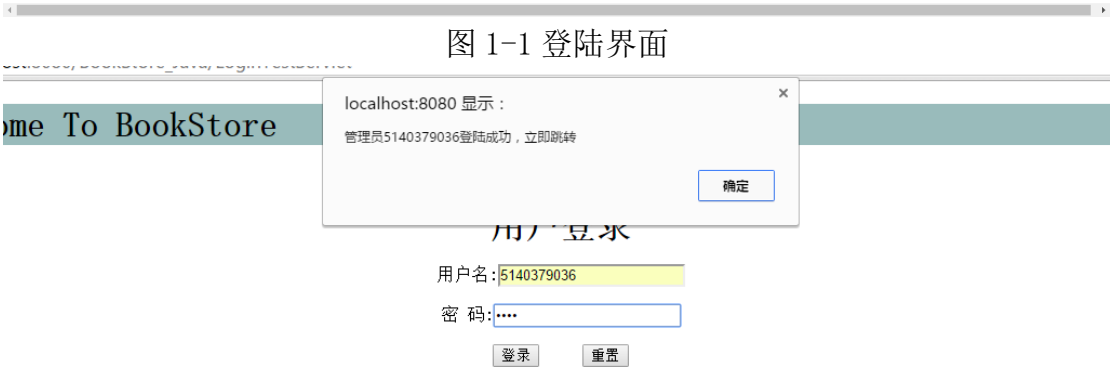 图 1-1 登陆界面
localhost:8080 显示：
管理员5140379036登陆成功，立即跳转
确定
ome To BookStore
用户登录
用户名:5140379036
密 码:••••
登录 重置